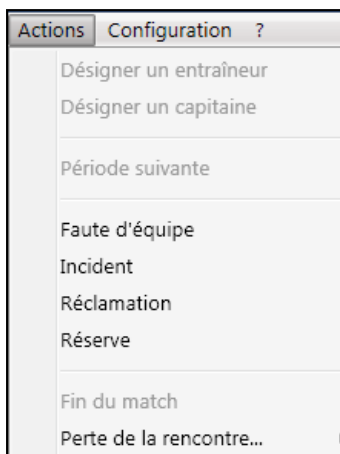 Actions Configuration ?
Désigner un entraîneur
Désigner un capitaine
Période suivante
Faute d'équipe
Incident
Réclamation
Réserve
Fin du match
Perte de la rencontre...